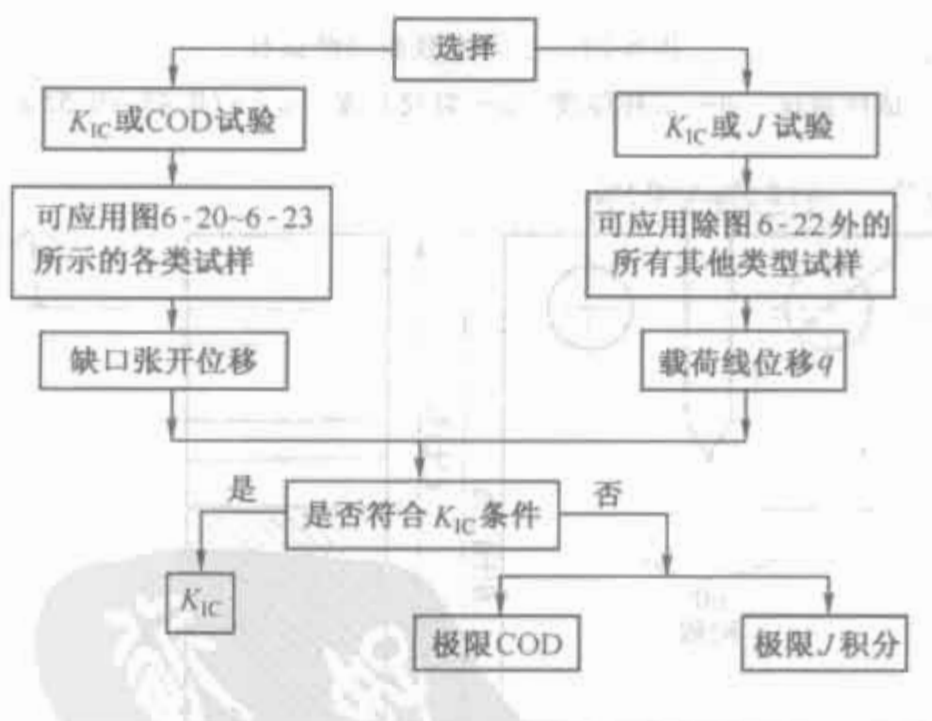 选择
K_IC或COD试验
K_IC或J试验
可应用图6-20~6-23
所示的各类试样
可应用除图6-22外的
所有其他类型试样
缺口张开位移
载荷线位移q
是
是否符合K_IC条件
否
K_IC
极限COD
极限J积分